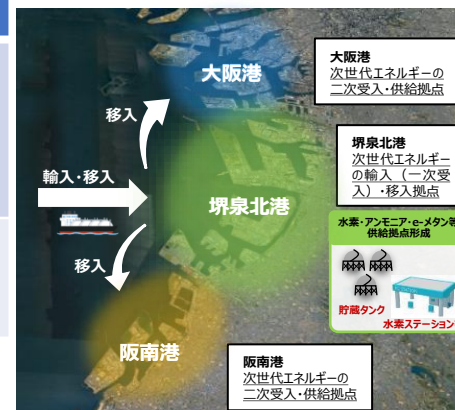 大阪港
大阪港
次世代エネルギーの
二次受入・供給拠点
移入
堺泉北港
次世代エネルギー
の輸入（一次受
入）・移入拠点
輸入・移入
堺泉北港
水素・アンモニア・e-メタン等
供給拠点形成
移入
貯蔵タンク
水素ステーション
阪南港
阪南港
次世代エネルギーの
二次受入・供給拠点